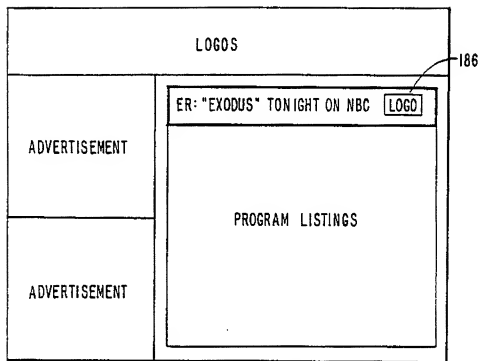 LOGOS
186
ER: "EXODUS" TONIGHT ON NBC LOGO
ADVERTISEMENT
PROGRAM LISTINGS
ADVERTISEMENT